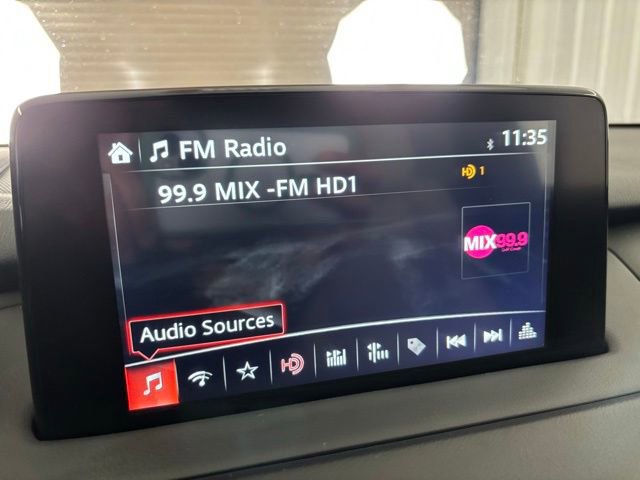 FM Radio
11:35
99.9 MIX -FM HD1
HD 1
MIX99.9
Audio Sources
HD